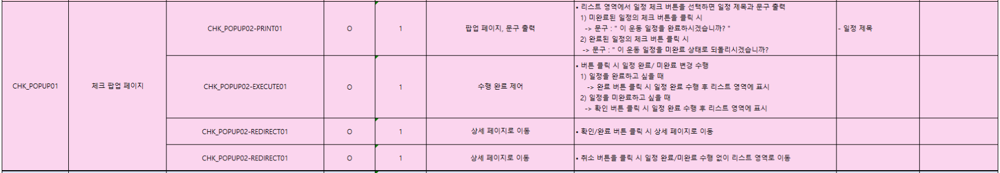 CHK_POPUP01
체크 팝업 페이지
CHK_POPUP02-PRINT01
O
1
팝업 페이지, 문구 출력
• 리스트 영역에서 일정 체크 버튼을 선택하면 일정 제목과 문구 출력
1) 미완료된 일정의 체크 버튼을 클릭 시
-> 문구 : " 이 운동 일정을 완료하시겠습니까? "
2) 완료된 일정의 체크 버튼 클릭 시
-> 문구 : " 이 운동 일정을 미완료 상태로 되돌리시겠습니까?
- 일정 제목
CHK_POPUP02-EXECUTE01
O
1
수행 완료 제어
• 버튼 클릭 시 일정 완료/ 미완료 변경 수행
1) 일정을 완료하고 싶을 때
-> 완료 버튼 클릭 시 일정 완료 수행 후 리스트 영역에 표시
2) 일정을 미완료하고 싶을 때
-> 확인 버튼 클릭 시 일정 완료 수행 후 리스트 영역에 표시
CHK_POPUP02-REDIRECT01
O
1
상세 페이지로 이동
• 확인/완료 버튼 클릭 시 상세 페이지로 이동
CHK_POPUP02-REDIRECT01
O
1
상세 페이지로 이동
• 취소 버튼을 클릭 시 일정 완료/미완료 수행 없이 리스트 영역로 이동